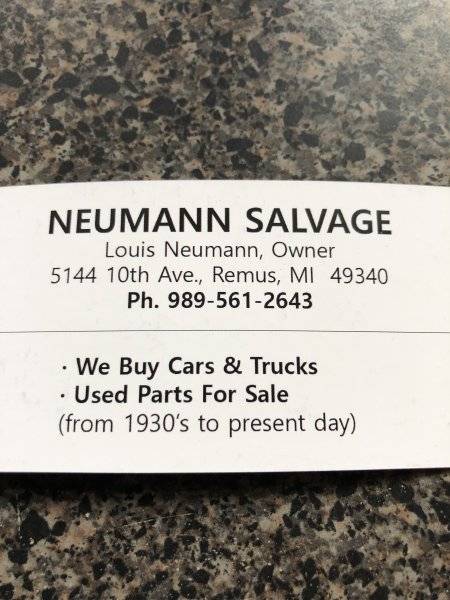 NEUMANN SALVAGE
Louis Neumann, Owner
5144 10th Ave., Remus, MI 49340
Ph. 989-561-2643
· We Buy Cars & Trucks
· Used Parts For Sale
(from 1930's to present day)